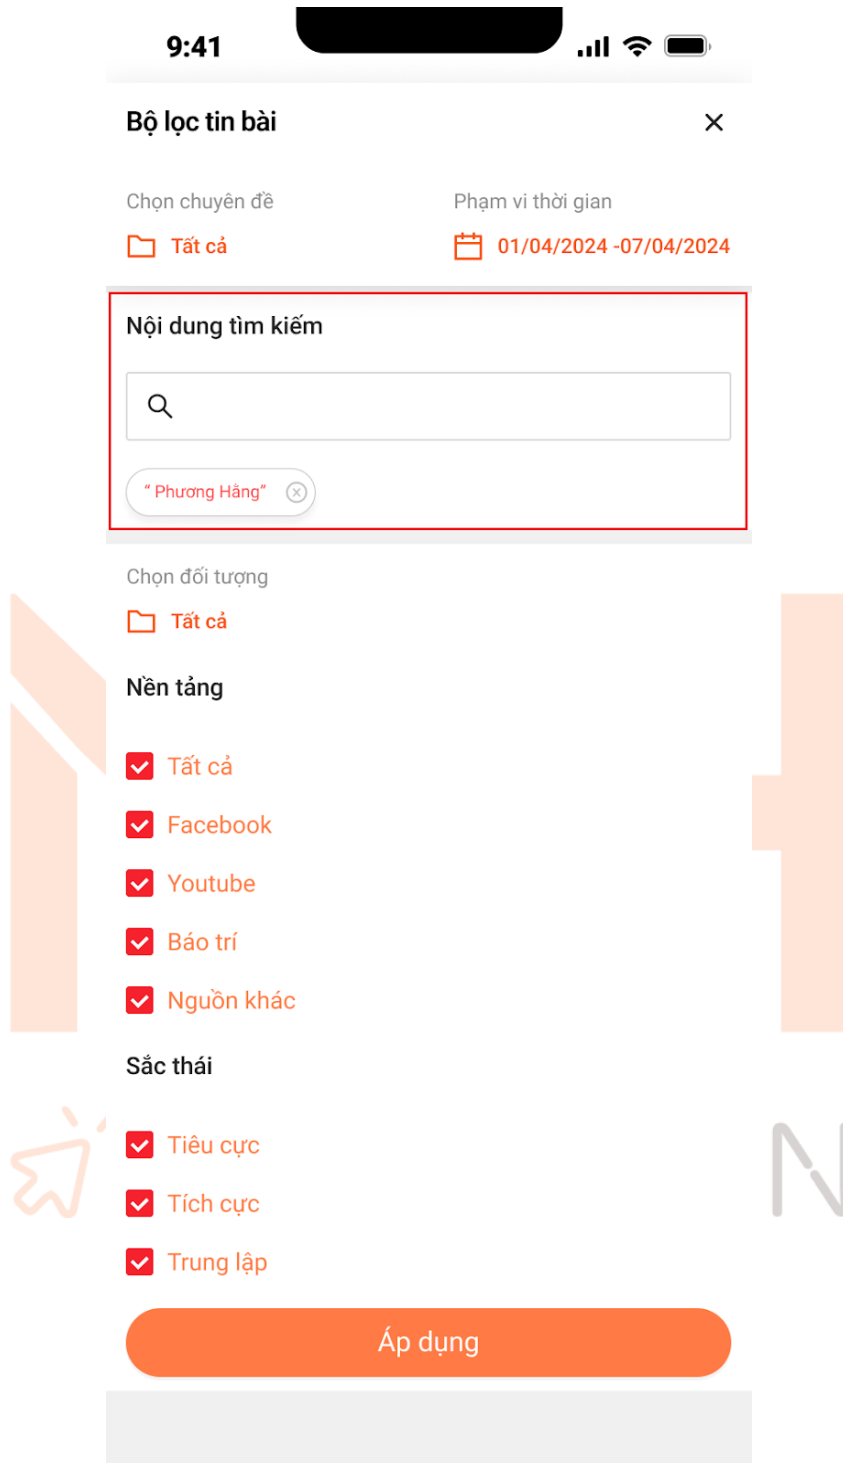 9:41
Bộ lọc tin bài
Chọn chuyên đề
Phạm vi thời gian
Tất cả
01/04/2024 -07/04/2024
Nội dung tìm kiếm
“ Phương Hằng”
Chọn đối tượng
Tất cả
Nền tảng
Tất cả
Facebook
Youtube
Báo trí
Nguồn khác
Sắc thái
Tiêu cực
Tích cực
Trung lập
Áp dụng